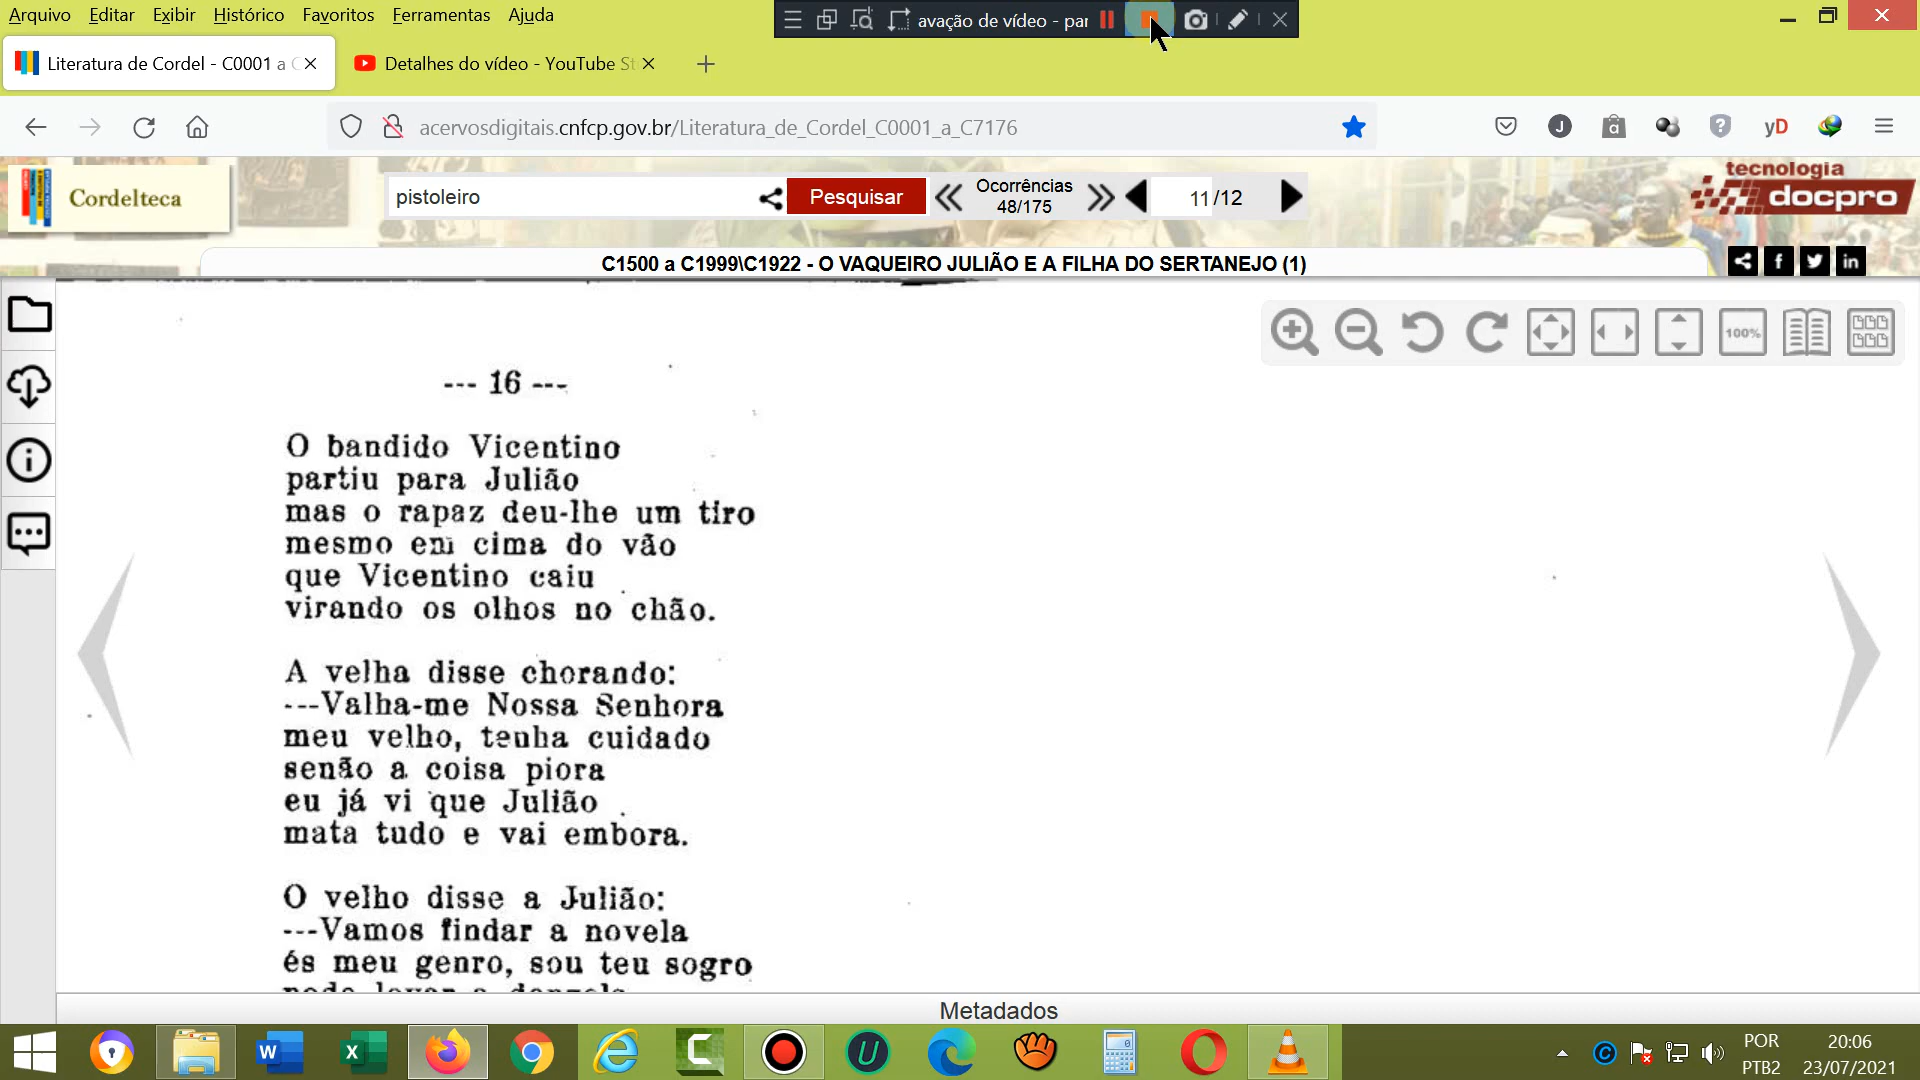 Arquivo Editar Exibir Histórico Favoritos Ferramentas Ajuda
avação de vídeo - par
Literatura de Cordel - C0001 a C
Detalhes do vídeo - YouTube St
acervosdigitais.cnfcp.gov.br/Literatura_de_Cordel_C0001_a_C7176
J a ? yD
Cordelteca
pistoleiro
Pesquisar
Ocorrências
48/175
11 /12
tecnologia
docpro
C1500 a C1999\C1922 - O VAQUEIRO JULIÃO E A FILHA DO SERTANEJO (1)
f in
100%
--- 16 ---
O bandido Vicentino
partiu para Julião
mas o rapaz deu-lhe um tiro
mesmo em cima do vão
que Vicentino caiu
virando os olhos no chão.
A velha disse chorando:
---Valha-me Nossa Senhora
meu velho, tenha cuidado
senão a coisa piora
eu já vi que Julião
mata tudo e vai embora.
O velho disse a Julião:
---Vamos findar a novela
és meu genro, sou teu sogro
Metadados
POR
PTB2
20:06
23/07/2021